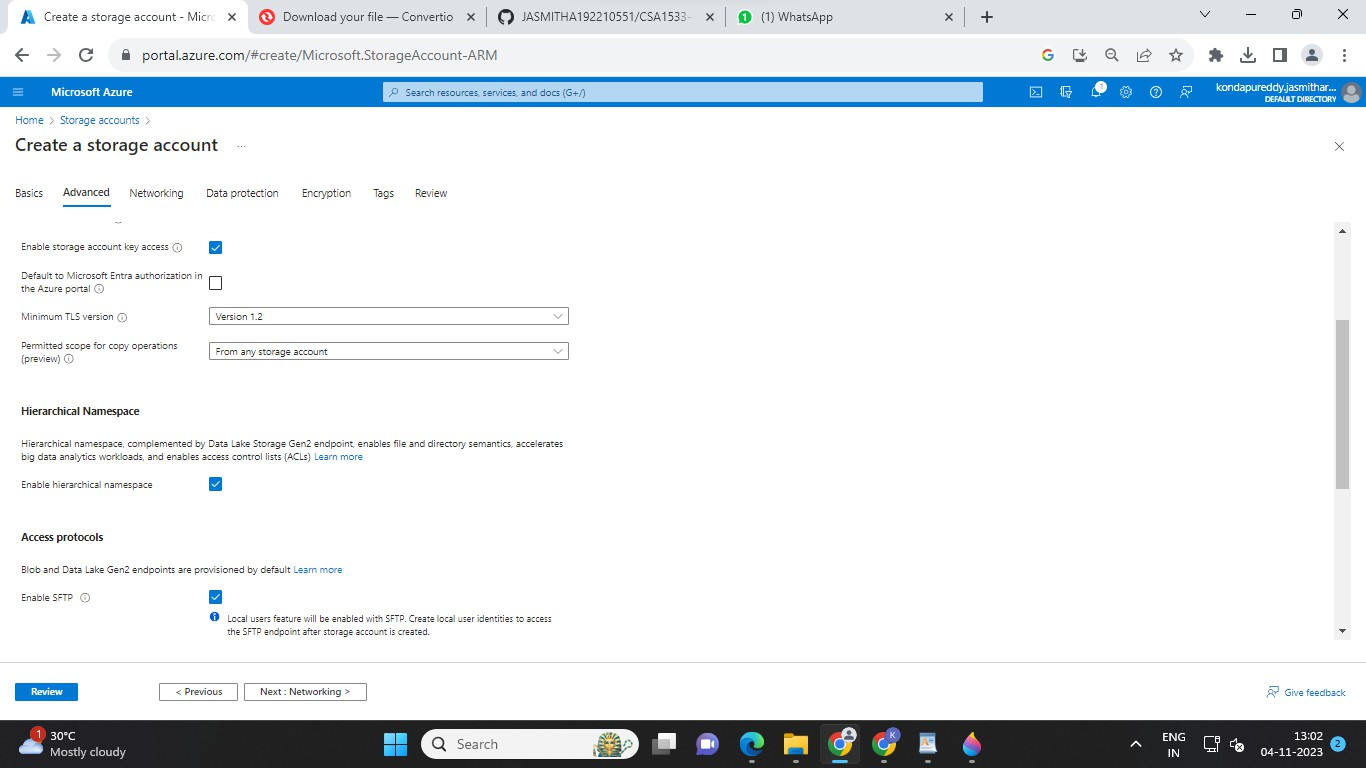 Create a storage account - Micr
Download your file — Convertio
JASMITHA192210551/CSA1533-
(1) WhatsApp
portal.azure.com/#create/Microsoft.StorageAccount-ARM
Microsoft Azure
Search resources, services, and docs (G+/)
1
kondapureddy.jasmithar...
DEFAULT DIRECTORY
Home > Storage accounts >
Create a storage account ...
Basics Advanced Networking Data protection Encryption Tags Review
Enable storage account key access
Default to Microsoft Entra authorization in
the Azure portal
Minimum TLS version
Version 1.2
Permitted scope for copy operations
(preview)
From any storage account
Hierarchical Namespace
Hierarchical namespace, complemented by Data Lake Storage Gen2 endpoint, enables file and directory semantics, accelerates
big data analytics workloads, and enables access control lists (ACLs) Learn more
Enable hierarchical namespace
Access protocols
Blob and Data Lake Gen2 endpoints are provisioned by default Learn more
Enable SFTP
Local users feature will be enabled with SFTP. Create local user identities to access
the SFTP endpoint after storage account is created.
Review
< Previous
Next : Networking >
Give feedback
1
30°C
Mostly cloudy
Search
K
ENG
IN
13:02
04-11-2023
2